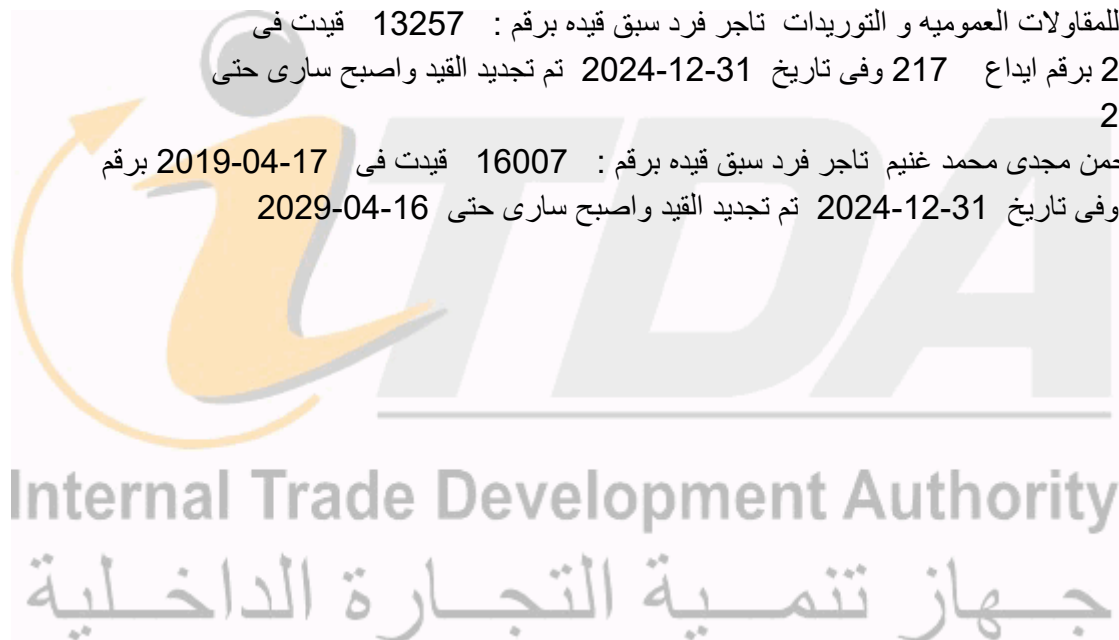 للمقاولات العموميه و التوريدات تاجر فرد سبق قيده برقم : 13257 قيدت فى
2 برقم ايداع 217 وفى تاريخ 31-12-2024 تم تجديد القيد واصبح سارى حتى
2
مجدى محمد غنيم تاجر فرد سبق قيده برقم : 16007 قيدت فى 17-04-2019 برقم
وفى تاريخ 31-12-2024 تم تجديد القيد واصبح سارى حتى 16-04-2029
iTDA
Internal Trade Development Authority
جهاز تنمية التجارة الداخلية